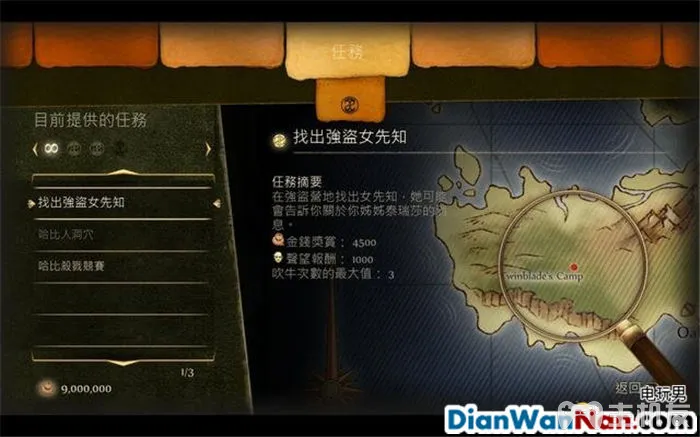 任務
目前提供的任務
找出強盜女先知
找出強盜女先知
哈比人洞穴
哈比殺戮競賽
任務摘要
在強盜營地找出女先知，她可能
會告訴你關於你姊姊泰瑞莎的消
息。
金錢獎賞： 4500
聲望報酬： 1000
吹牛次數的最大值： 3
winblade's Camp
Oa
1/3
9,000,000
返回
电玩男
DianWanNan.com